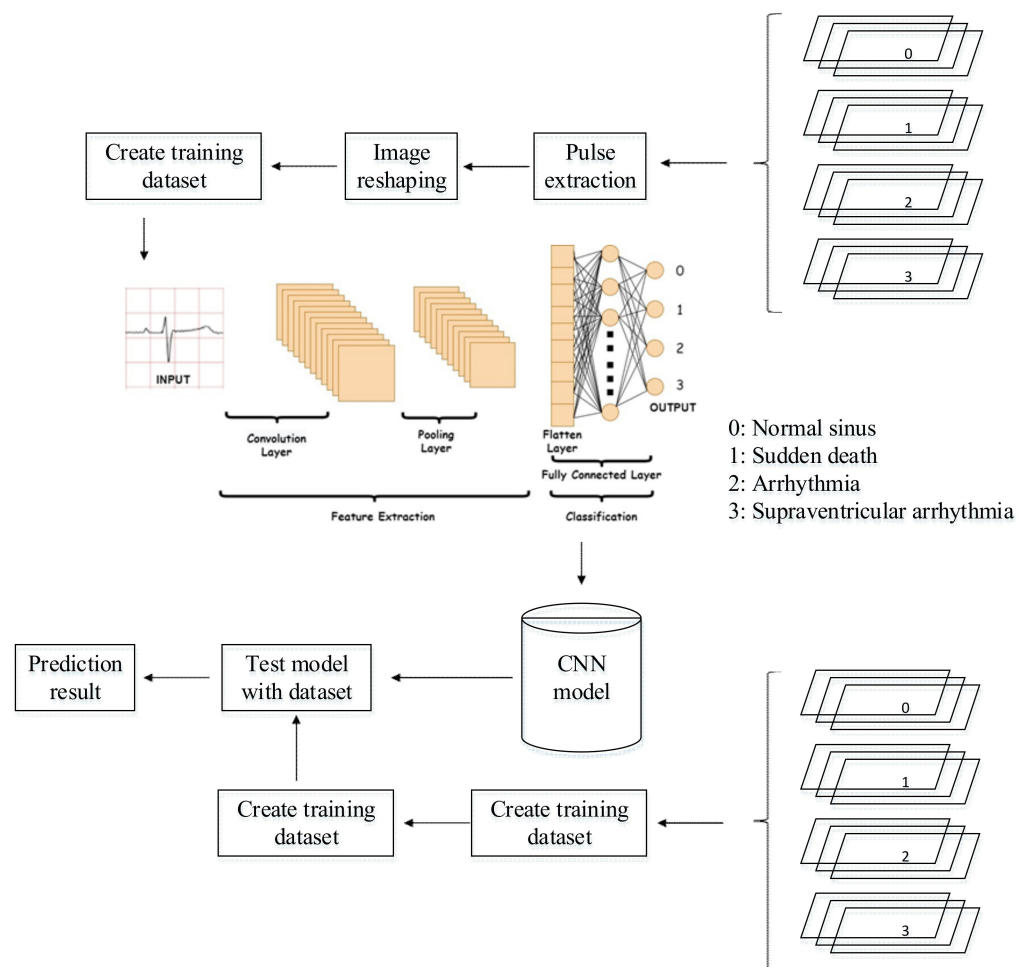 0
1
2
3
Create training
dataset
Image
reshaping
Pulse
extraction
INPUT
0
1
2
3
OUTPUT
Convolution
Layer
Pooling
Layer
Flatten
Layer
Fully Connected Layer
Feature Extraction
Classification
0: Normal sinus
1: Sudden death
2: Arrhythmia
3: Supraventricular arrhythmia
Prediction
result
Test model
with dataset
CNN
model
Create training
dataset
Create training
dataset
0
1
2
3